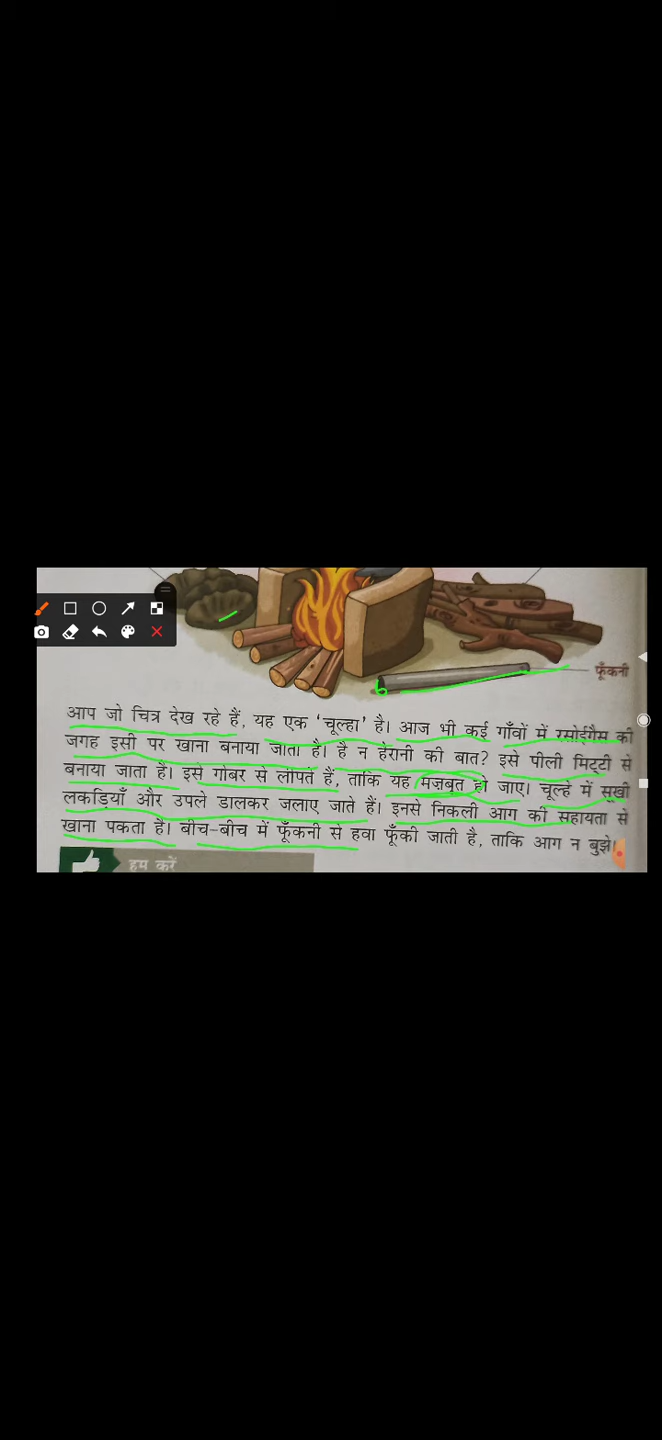 फूँकनी
आप जो चित्र देख रहे हैं, यह एक ‘चूल्हा’ है। आज भी कई गाँवों में रसोईगैस की
जगह इसी पर खाना बनाया जाता है। है न हैरानी की बात? इसे पीली मिट्टी से
बनाया जाता है। इसे गोबर से लीपते हैं, ताकि यह मजबूत हो जाए। चूल्हे में सूखी
लकड़ियाँ और उपले डालकर जलाए जाते हैं। इनसे निकली आग की सहायता से
खाना पकता है। बीच-बीच में फूँकनी से हवा फूँकी जाती है, ताकि आग न बुझे।
हम करें